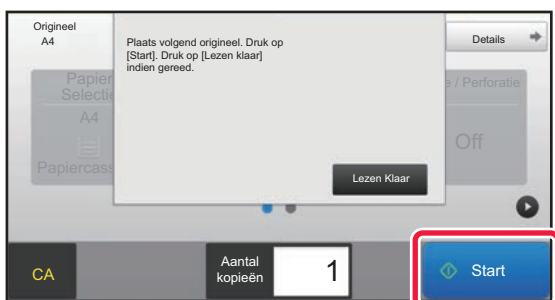 Origineel
A4
Plaats volgend origineel. Druk op
[Start]. Druk op [Lezen klaar]
indien gereed.
Details
Papier
Selectie
A4
Papiercass
e / Perforatie
Off
Lezen Klaar
CA
Aantal
kopieën
1
Start